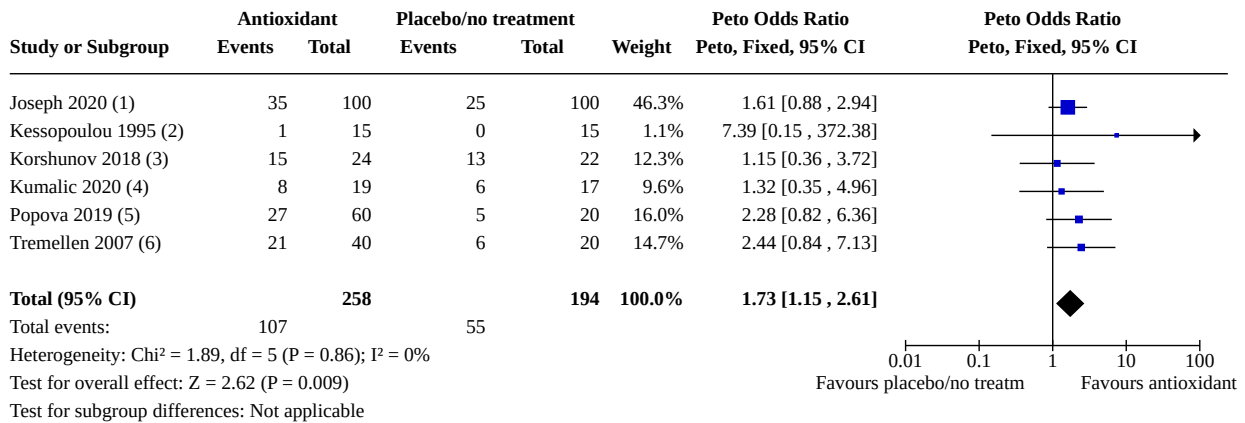 Antioxidant Placebo/no treatment Peto Odds Ratio Peto Odds Ratio
Study or Subgroup Events Total Events Total Weight Peto, Fixed, 95% CI Peto, Fixed, 95% CI
Joseph 2020 (1) 35 100 25 100 46.3% 1.61 [0.88 , 2.94]
Kessopoulou 1995 (2) 1 15 0 15 1.1% 7.39 [0.15 , 372.38]
Korshunov 2018 (3) 15 24 13 22 12.3% 1.15 [0.36 , 3.72]
Kumalic 2020 (4) 8 19 6 17 9.6% 1.32 [0.35 , 4.96]
Popova 2019 (5) 27 60 5 20 16.0% 2.28 [0.82 , 6.36]
Tremellen 2007 (6) 21 40 6 20 14.7% 2.44 [0.84 , 7.13]
Total (95% CI) 258 194 100.0% 1.73 [1.15 , 2.61]
Total events: 107 55
Heterogeneity: Chi² = 1.89, df = 5 (P = 0.86); I² = 0%
0.01 0.1 1 10 100
Test for overall effect: Z = 2.62 (P = 0.009)
Favours placebo/no treatm Favours antioxidant
Test for subgroup differences: Not applicable